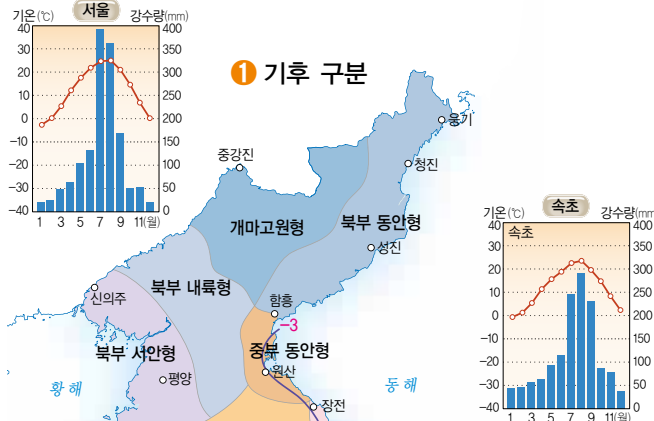 서울
기온(℃) 강수량(mm)
40 400
30 350
20 300
10 250
0 200
-10 150
-20 100
-30 50
-40 0
1 3 5 7 9 11(월)
❶ 기후 구분
웅기
중강진
청진
개마고원형
북부 동안형
성진
북부 내륙형
신의주
함흥
-3
북부 서안형
중부 동안형
평양
원산
황해
동해
장전
속초
기온(℃) 강수량(mm)
속초
40 400
30 350
20 300
10 250
0 200
-10 150
-20 100
-30 50
-40 0
1 3 5 7 9 11(월)